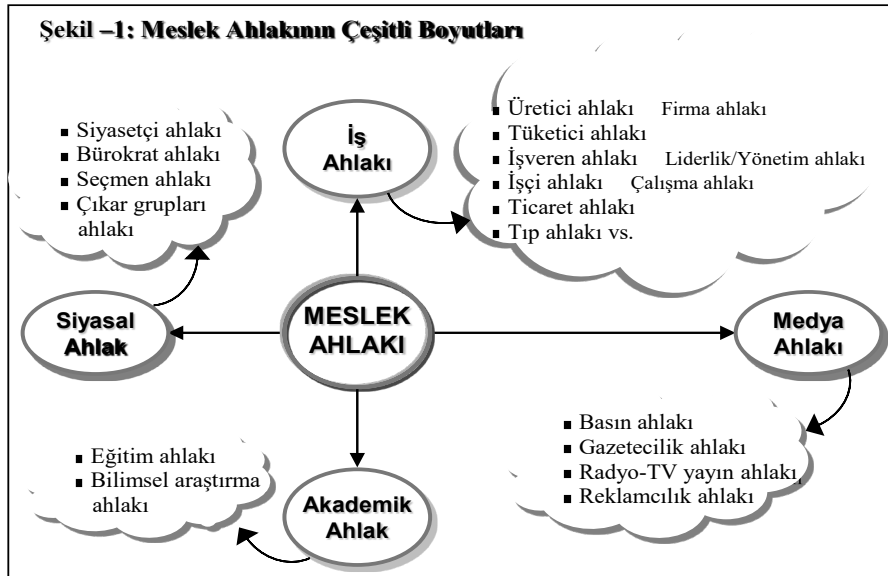 Şekil –1: Meslek Ahlakının Çeşitli Boyutları
▪ Siyasetçi ahlakı
▪ Bürokrat ahlakı
▪ Seçmen ahlakı
▪ Çıkar grupları
ahlakı
İş
Ahlakı
▪ Üretici ahlakı Firma ahlakı
▪ Tüketici ahlakı
▪ İşveren ahlakı Liderlik/Yönetim ahlakı
▪ İşçi ahlakı Çalışma ahlakı
▪ Ticaret ahlakı
▪ Tıp ahlakı vs.
Siyasal
Ahlak
MESLEK
AHLAKI
Medya
Ahlakı
▪ Eğitim ahlakı
▪ Bilimsel araştırma
ahlakı
Akademik
Ahlak
▪ Basın ahlakı
▪ Gazetecilik ahlakı
▪ Radyo-TV yayın ahlakı
▪ Reklamcılık ahlakı